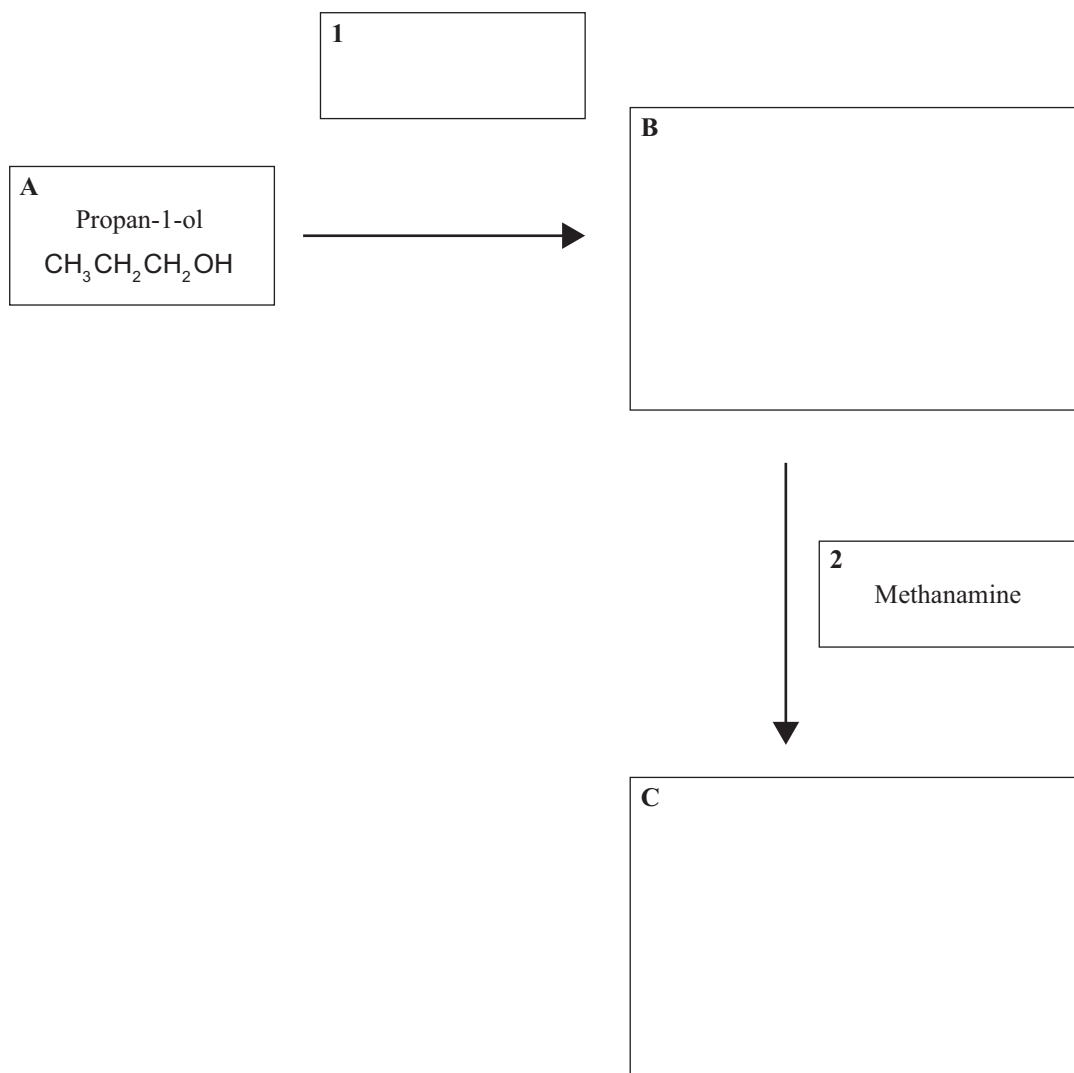 1
B
A
Propan-1-ol
CH₃CH₂CH₂OH
2
Methanamine
C